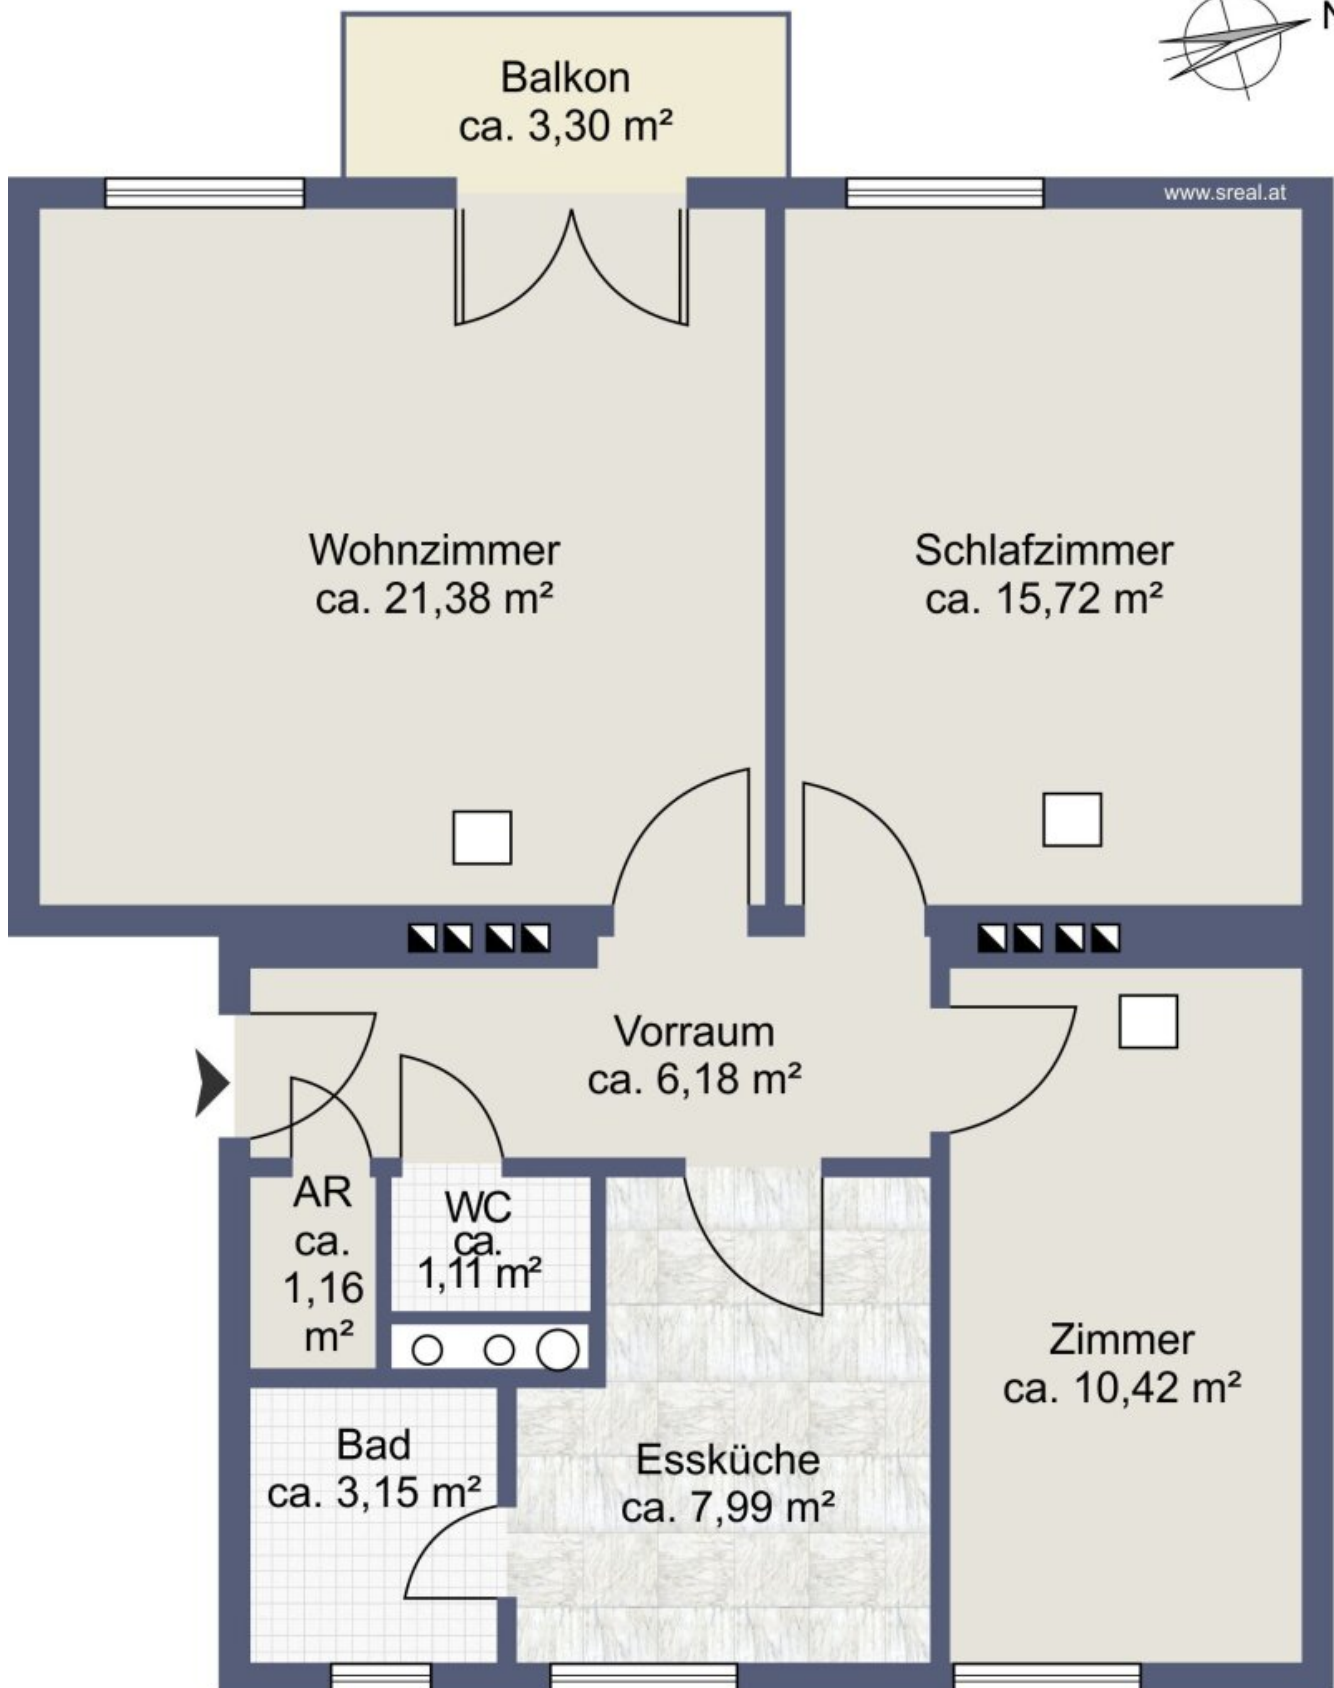 N
Balkon
ca. 3,30 m²
www.sreal.at
Wohnzimmer
ca. 21,38 m²
Schlafzimmer
ca. 15,72 m²
Vorraum
ca. 6,18 m²
AR
ca.
1,16
m²
WC
ca.
1,11 m²
Zimmer
ca. 10,42 m²
Bad
ca. 3,15 m²
Essküche
ca. 7,99 m²